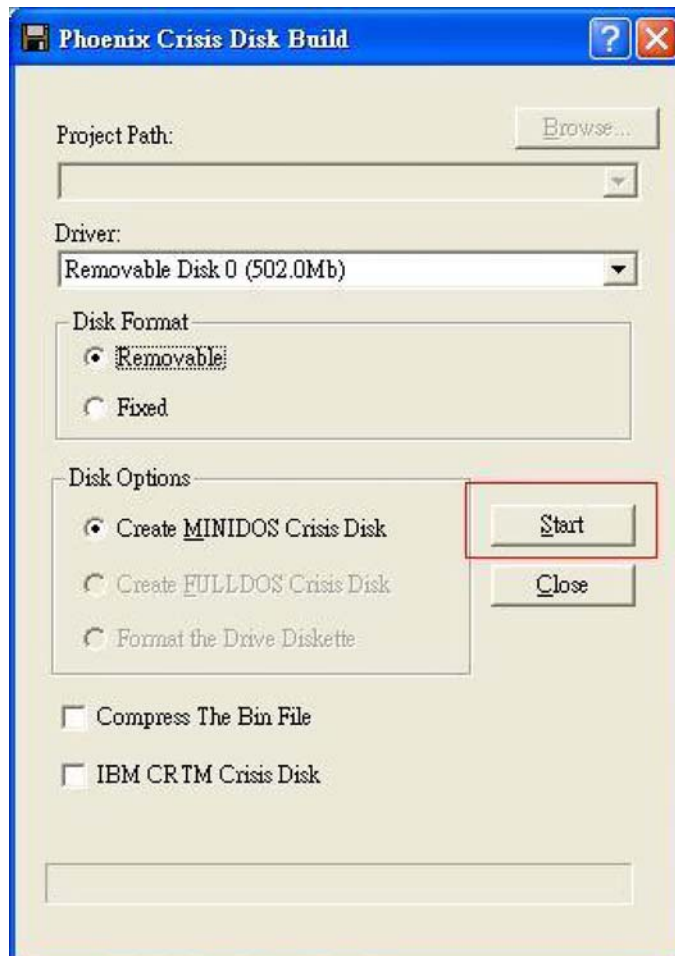 Phoenix Crisis Disk Build
Browse...
Project Path:
Driver:
Removable Disk 0 (502.0Mb)
Disk Format
Removable
Fixed
Disk Options
Create MINIDOS Crisis Disk
Start
Create FULLDOS Crisis Disk
Close
Format the Drive Diskette
Compress The Bin File
IBM CRTM Crisis Disk